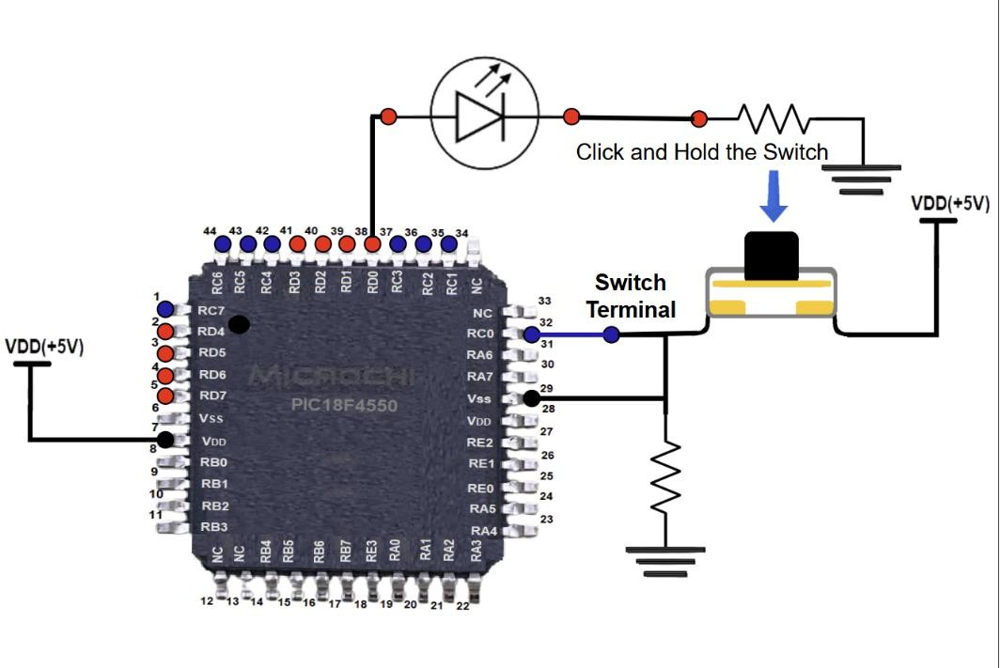 Click and Hold the Switch
VDD(+5V)
44 43 42 41 40 39 38 37 36 35 34
Switch
Terminal
RC6 RC5 RC4 RD3 RD2 RD1 RD0 RC3 RC2 RC1 NC
1 RC7
2 RD4
3 RD5
4 RD6
5 RD7
6 Vss
7 VDD
8 RB0
9 RB1
10 RB2
11 RB3
VDD(+5V)
MICROCHI
PIC18F4550
NC 33
RC0 32
RA6 31
RA7 30
Vss 29
VDD 28
RE2 27
RE1 26
RE0 25
RA5 24
RA4 23
NC NC RB4 RB5 RB6 RB7 RE3 RA0 RA1 RA2 RA3
12 13 14 15 16 17 18 19 20 21 22